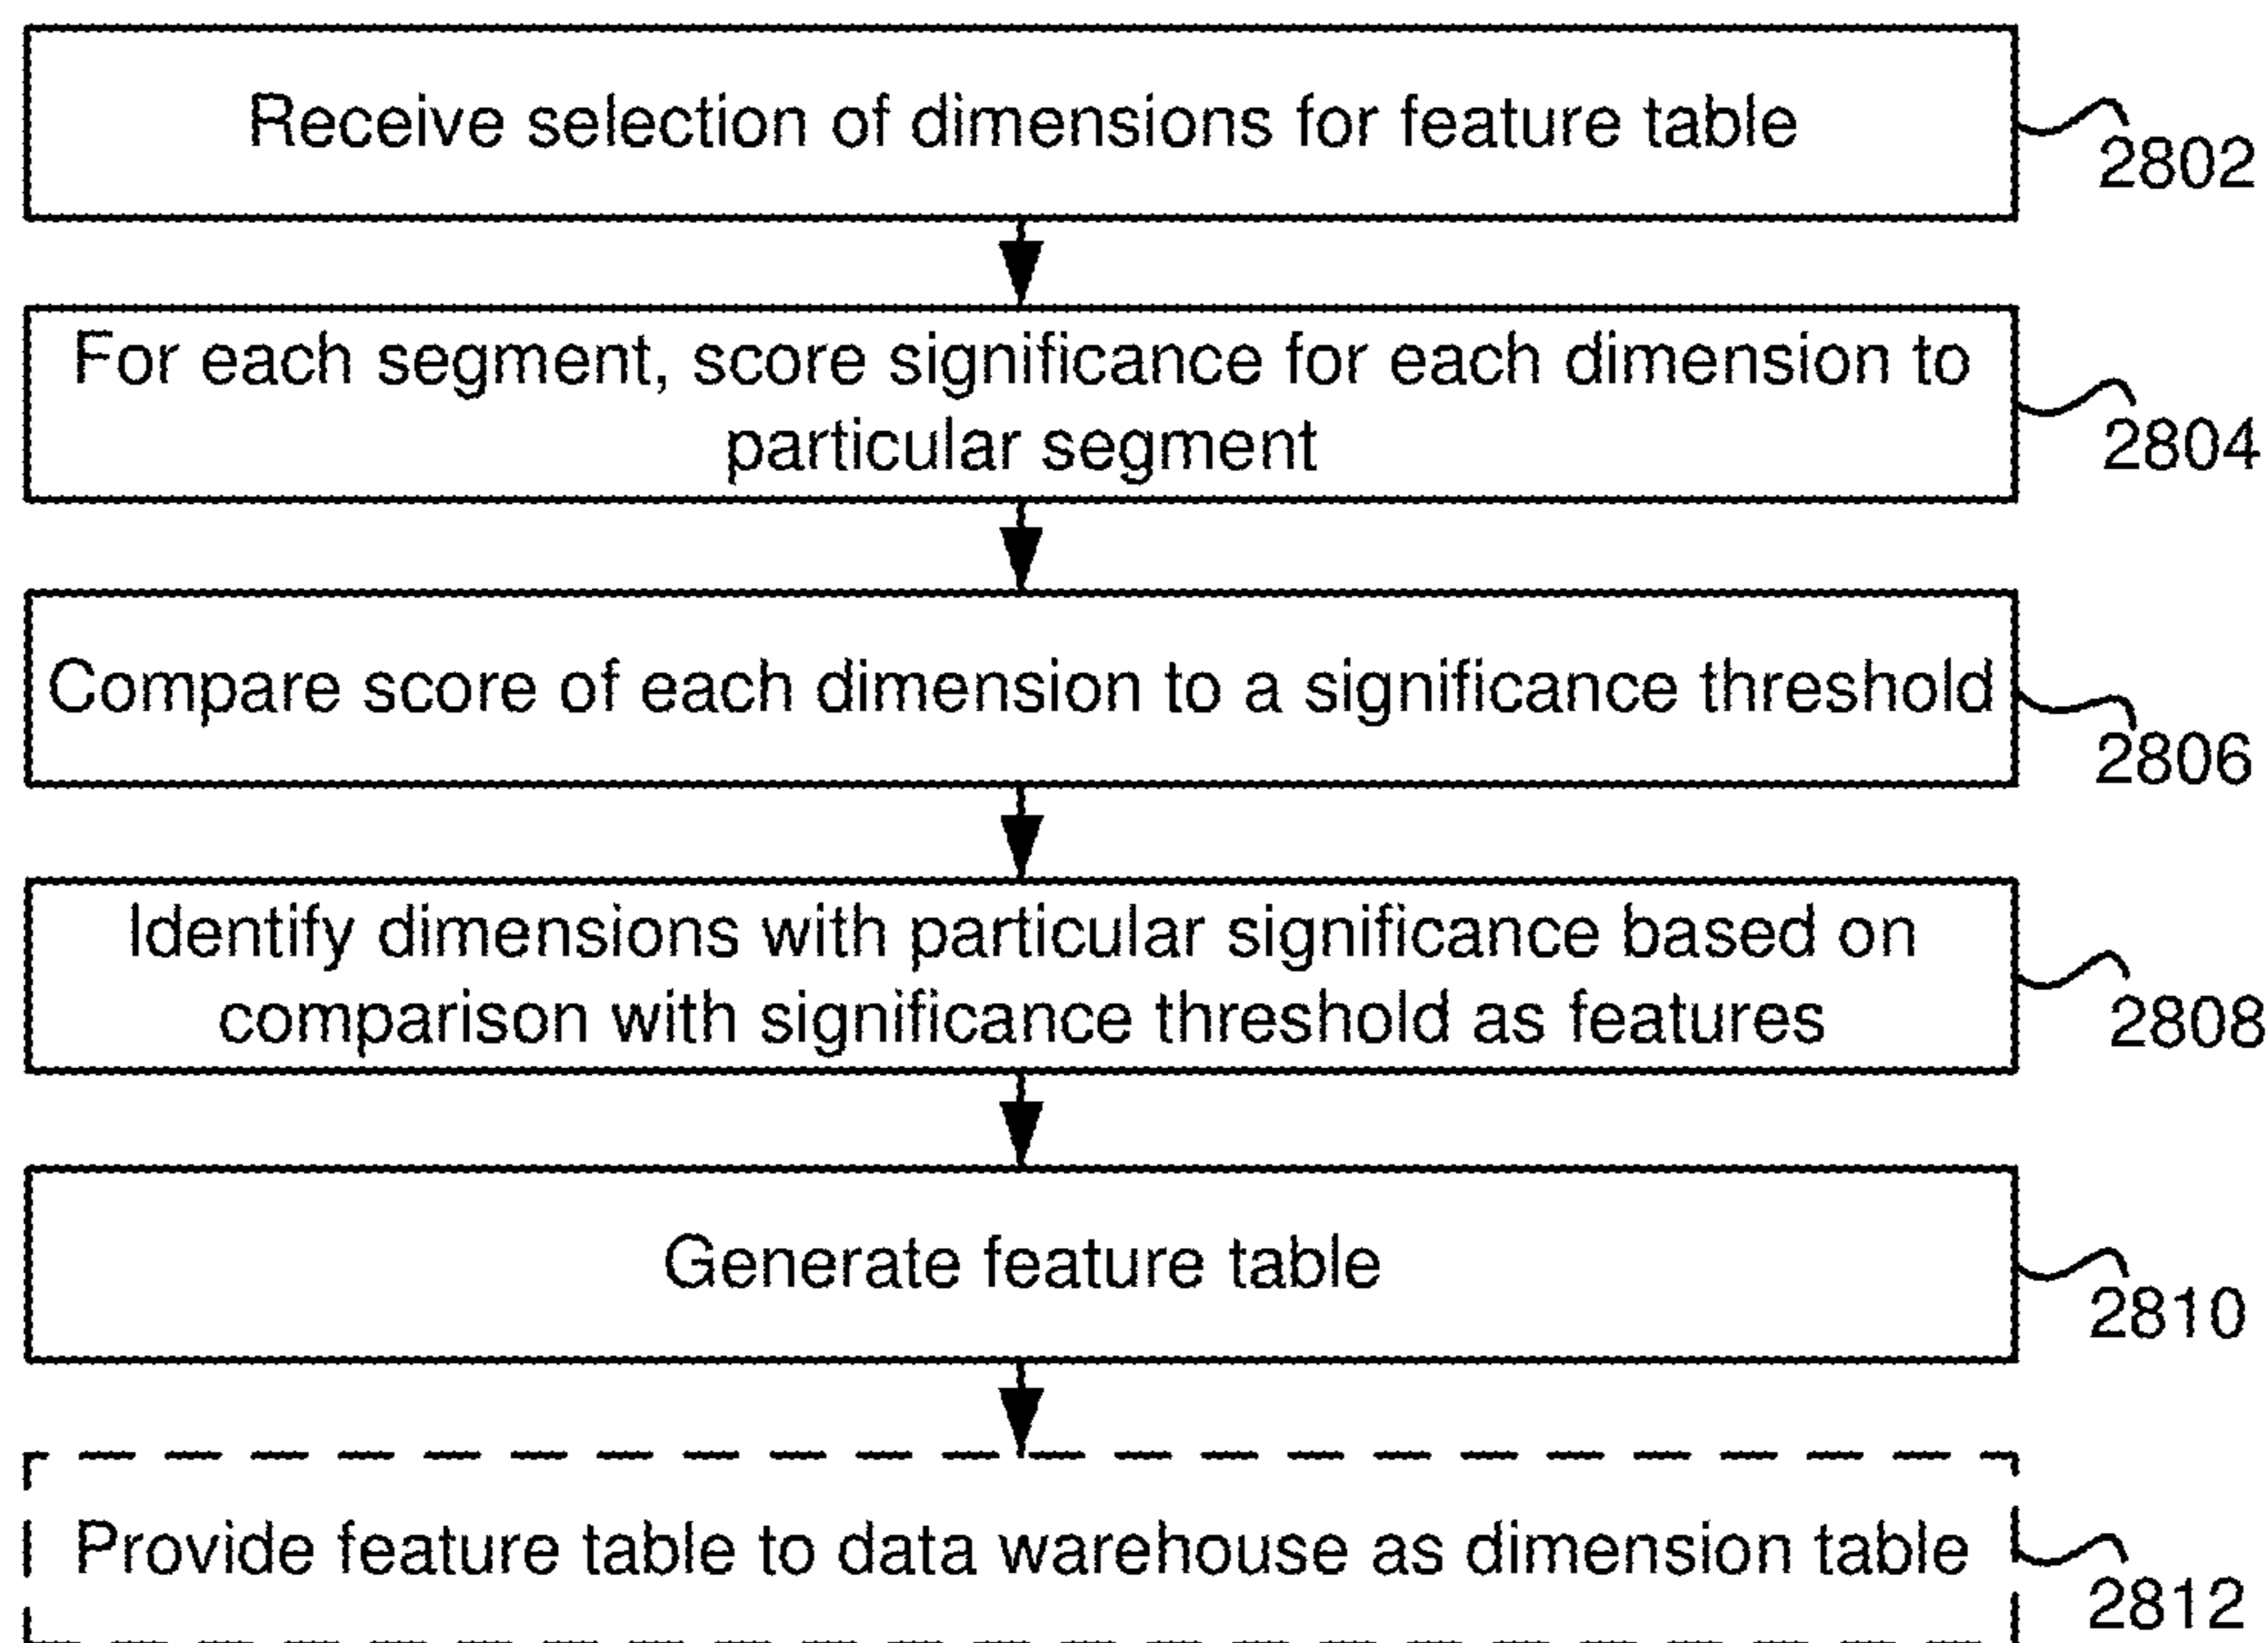 Receive selection of dimensions for feature table
2802
For each segment, score significance for each dimension to
particular segment
2804
Compare score of each dimension to a significance threshold
2806
Identify dimensions with particular significance based on
comparison with significance threshold as features
2808
Generate feature table
2810
Provide feature table to data warehouse as dimension table
2812